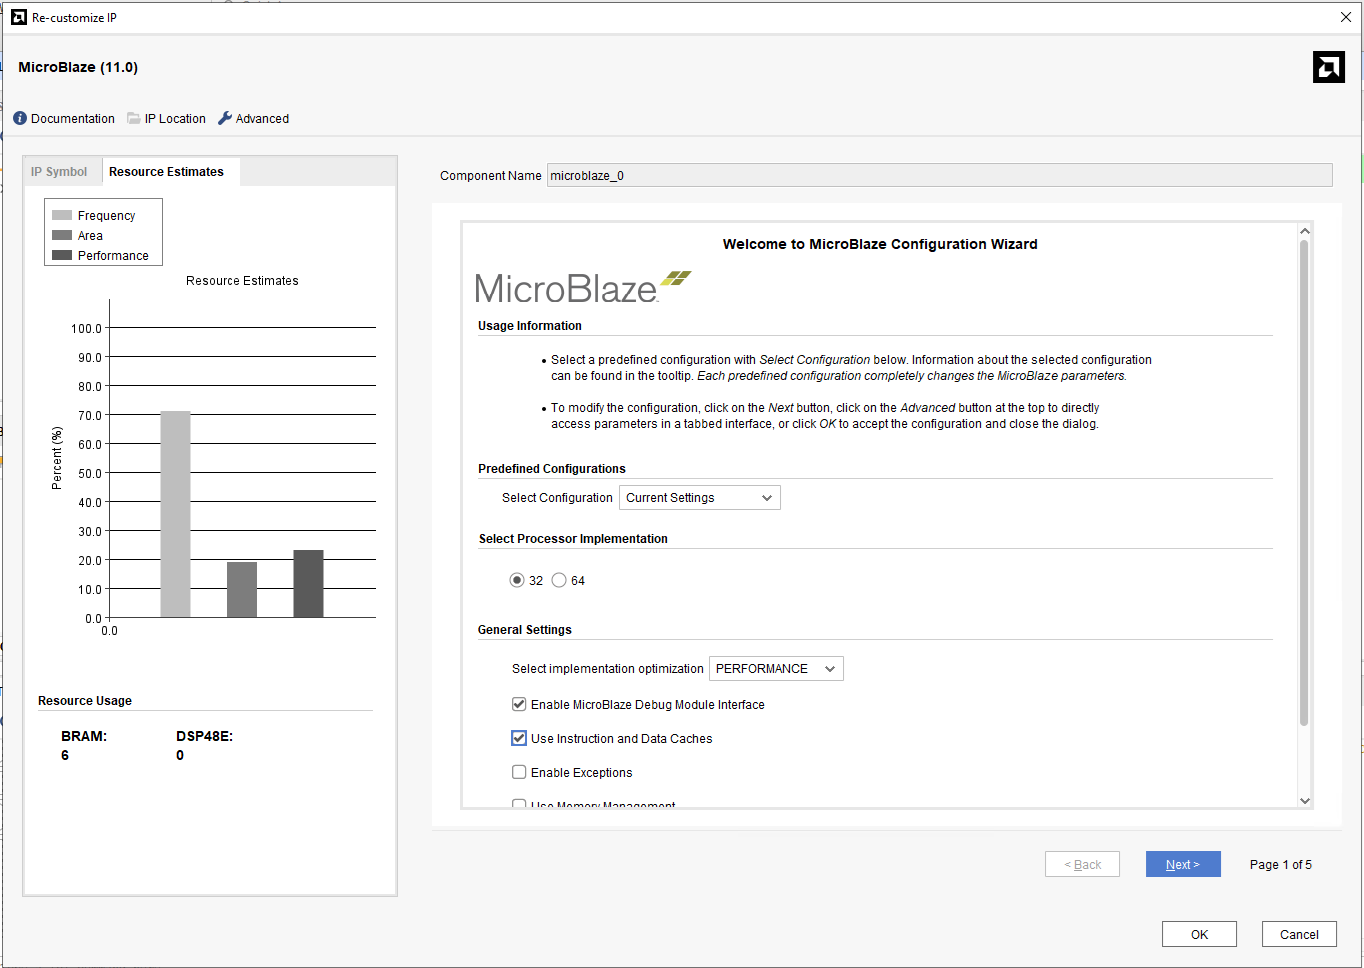 Re-customize IP
MicroBlaze (11.0)
Documentation
IP Location
Advanced
IP Symbol
Resource Estimates
Frequency
Area
Performance
Resource Estimates
100.0
90.0
80.0
70.0
60.0
50.0
40.0
30.0
20.0
10.0
0.0
0.0
Percent (%)
Resource Usage
BRAM: DSP48E:
6 0
Component Name microblaze_0
Welcome to MicroBlaze Configuration Wizard
MicroBlaze
Usage Information
• Select a predefined configuration with Select Configuration below. Information about the selected configuration
can be found in the tooltip. Each predefined configuration completely changes the MicroBlaze parameters.
• To modify the configuration, click on the Next button, click on the Advanced button at the top to directly
access parameters in a tabbed interface, or click OK to accept the configuration and close the dialog.
Predefined Configurations
Select Configuration Current Settings
Select Processor Implementation
32 64
General Settings
Select implementation optimization PERFORMANCE
Enable MicroBlaze Debug Module Interface
Use Instruction and Data Caches
Enable Exceptions
Use Memory Management
< Back Next > Page 1 of 5
OK Cancel